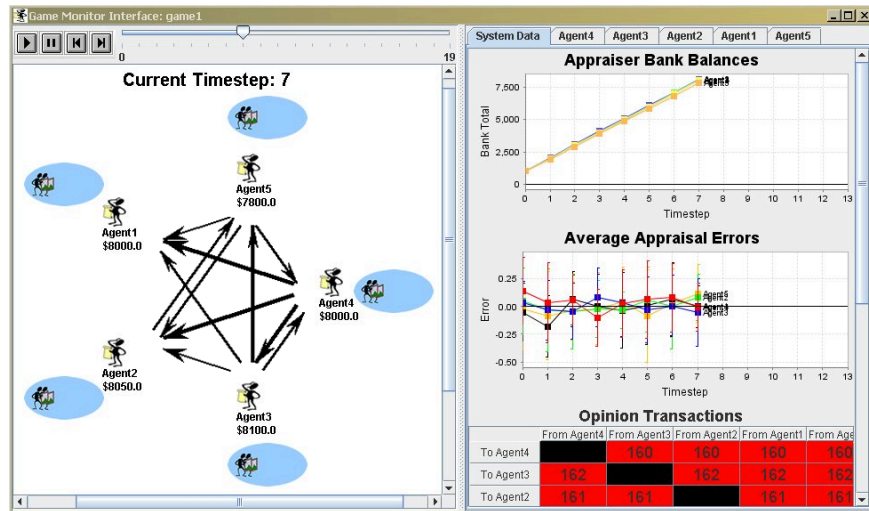 Game Monitor Interface: game1
0
19
Current Timestep: 7
Agent5
$7800.0
Agent1
$8000.0
Agent4
$8000.0
Agent2
$8050.0
Agent3
$8100.0
System Data Agent4 Agent3 Agent2 Agent1 Agent5
Appraiser Bank Balances
Bank Total
7,500
5,000
2,500
0
0 1 2 3 4 5 6 7 8 9 10 11 12 13
Timestep
Average Appraisal Errors
Error
0.25
0.00
-0.25
-0.50
Agent5
Agent2
Agent3
0 1 2 3 4 5 6 7 8 9 10 11 12 13
Timestep
Opinion Transactions
From Agent4 From Agent3 From Agent2 From Agent1 From Age
To Agent4 160 160 160 160
To Agent3 162 162 162 162
To Agent2 161 161 161 161